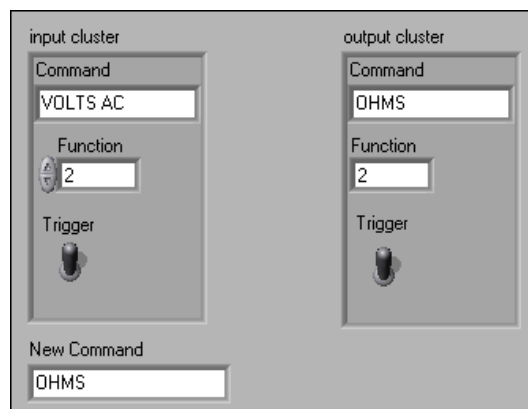 input cluster
Command
VOLTS AC
Function
2
Trigger
output cluster
Command
OHMS
Function
2
Trigger
New Command
OHMS